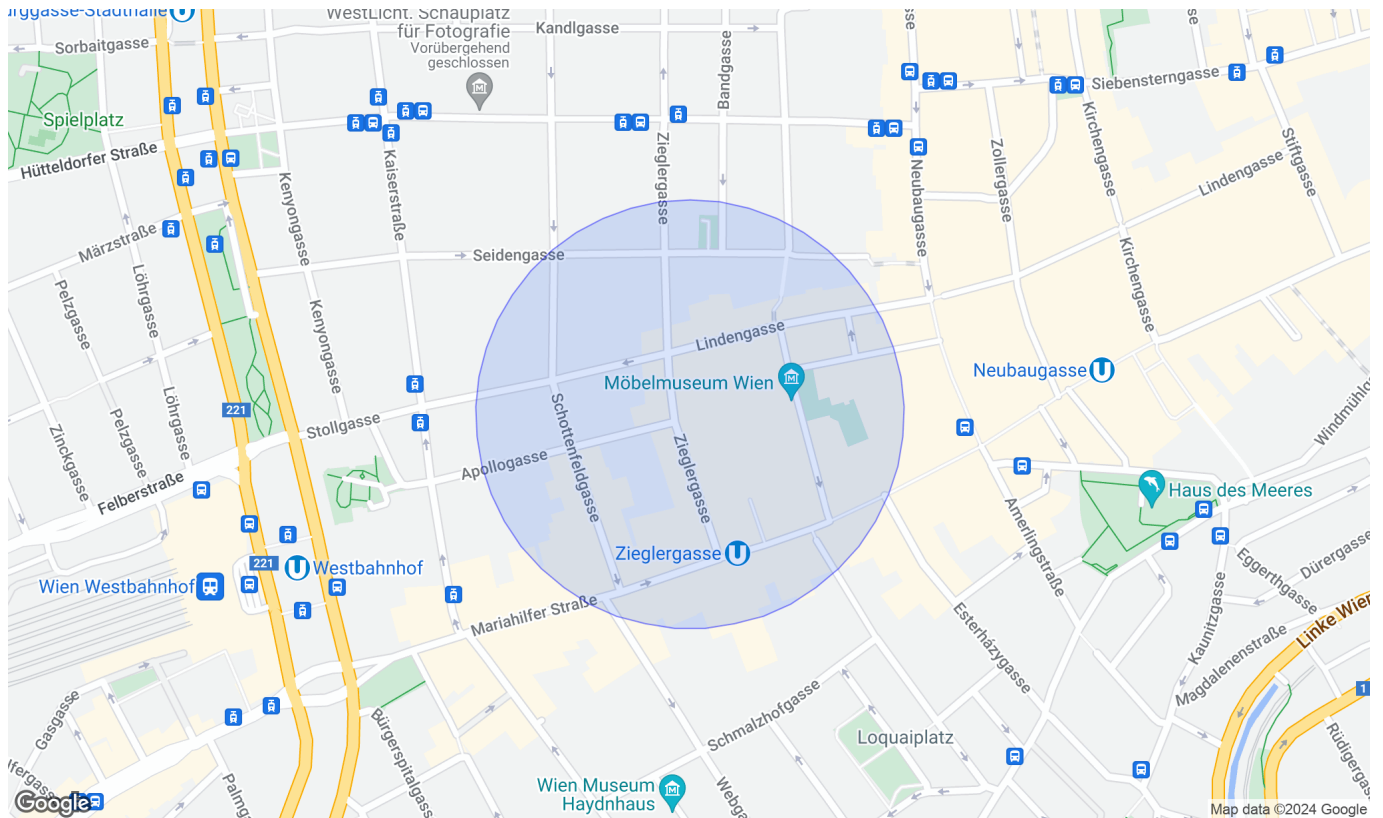 WestLicht. Schauplatz
für Fotografie
Vorübergehend
geschlossen
Kandlgasse
Sorbaitgasse
Bandgasse
Siebensterngasse
Spielplatz
Hütteldorfer Straße
Kaiserstraße
Zieglergasse
Neubaugasse
Zollergasse
Kirchengasse
Stiftgasse
Lindengasse
Kenyongasse
Märzstraße
Löhrgasse
Seidengasse
Kirchengasse
Pelzgasse
Kenyongasse
Lindengasse
Neubaugasse
Möbelmuseum Wien
Löhrgasse
221
Stollgasse
Schottenfeldgasse
Pelzgasse
Zinckgasse
Apollogasse
Zieglergasse
Felberstraße
Haus des Meeres
Amerlingstraße
Zieglergasse
221
Westbahnhof
Wien Westbahnhof
Eggerthgasse
Dürergasse
Mariahilfer Straße
Esterházygasse
Kaunitzgasse
Magdalenenstraße
1
Gasgasse
Bürgerspitalgasse
Schmalzhofgasse
Loquaiplatz
Wien Museum
Haydnhaus
Google
Map data ©2024 Google